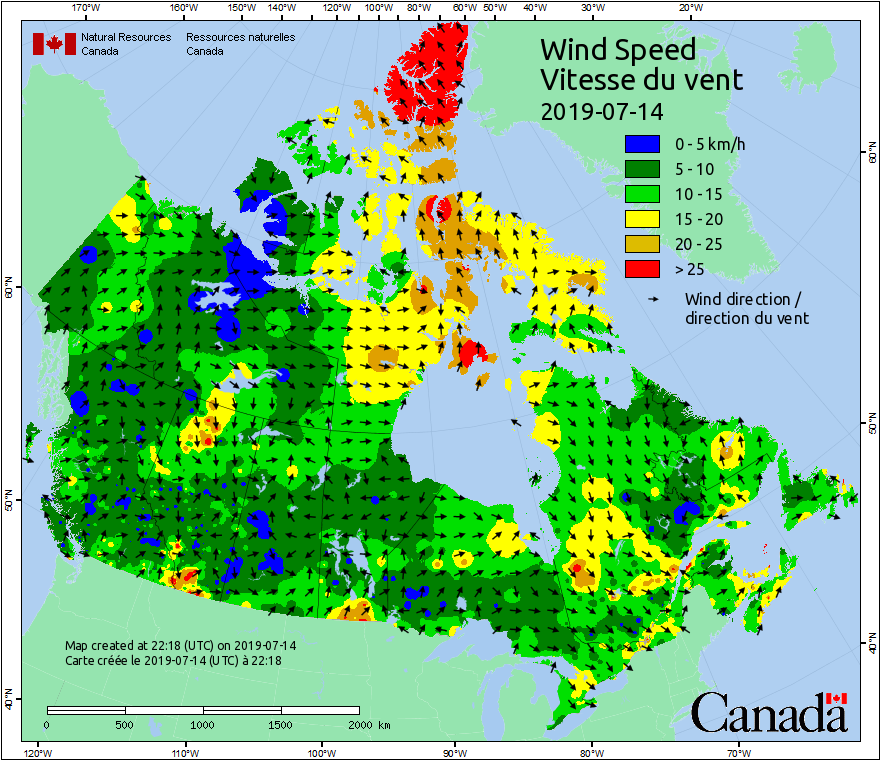 170°W 160°W 150°W 140°W 130°W 120°W 110°W 100°W 90°W 80°W 70°W 60°W 50°W 40°W 30°W 20°W
Natural Resources Ressources naturelles
Canada Canada
Wind Speed
Vitesse du vent
2019-07-14
0 - 5 km/h
5 - 10
10 - 15
15 - 20
20 - 25
> 25
Wind direction /
direction du vent
60°N
60°N
50°N
50°N
40°N
40°N
Map created at 22:18 (UTC) on 2019-07-14
Carte créée le 2019-07-14 (UTC) à 22:18
0 500 1000 1500 2000 km
Canada
120°W 110°W 100°W 90°W 80°W 70°W